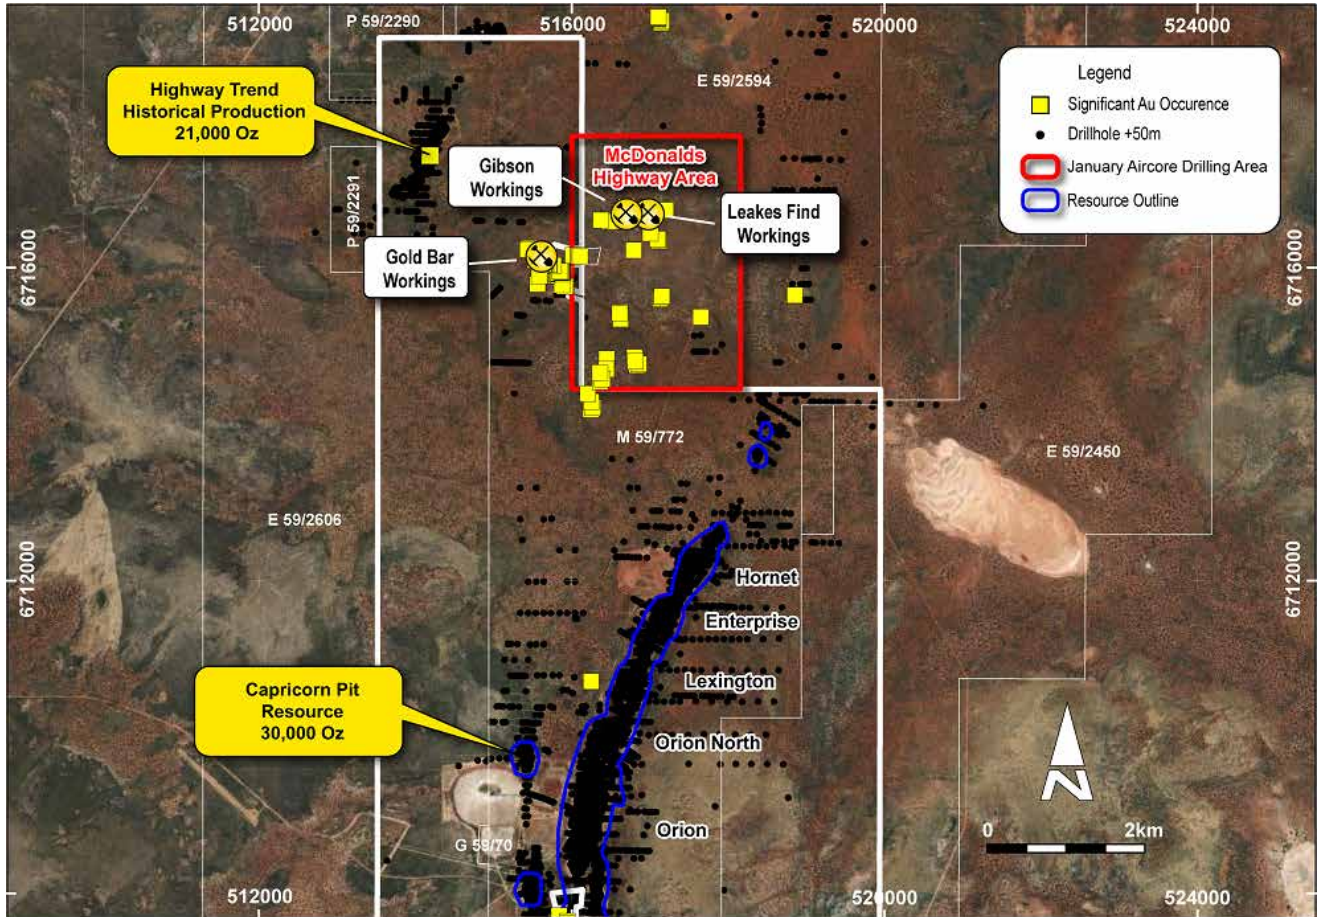 512000
516000
520000
524000
P 59/2290
E 59/2594
Highway Trend
Historical Production
21,000 Oz
Legend
Significant Au Occurence
Drillhole +50m
January Aircore Drilling Area
Resource Outline
Gibson
Workings
McDonalds
Highway Area
Leakes Find
Workings
P 59/2291
Gold Bar
Workings
6716000
6716000
M 59/772
E 59/2450
E 59/2606
6712000
6712000
Hornet
Enterprise
Lexington
Orion North
Orion
Capricorn Pit
Resource
30,000 Oz
G 59/70
N
0
2km
512000
520000
524000